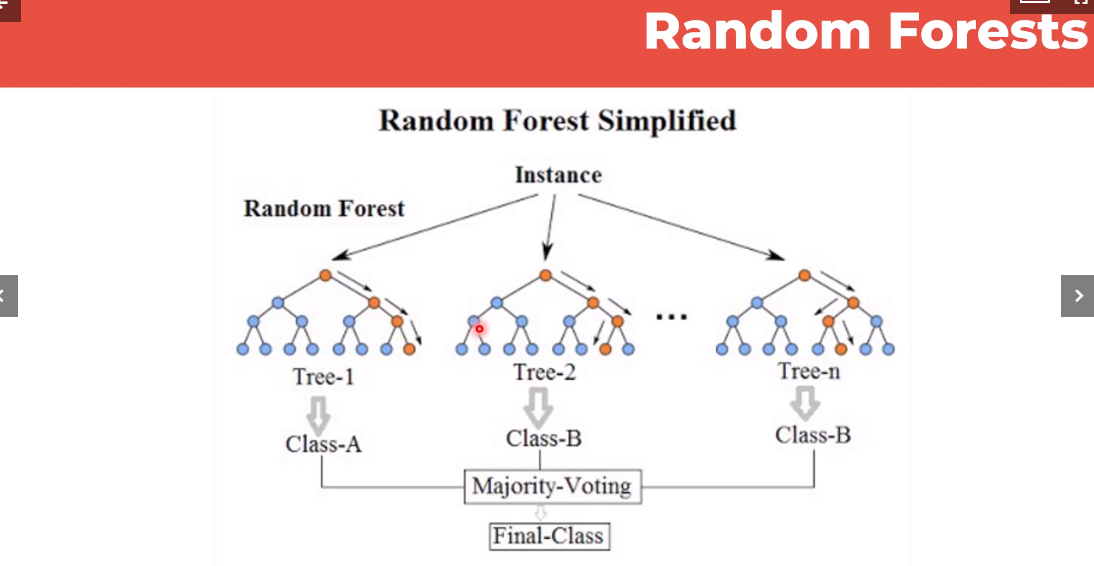 Random Forests
Random Forest Simplified
Instance
Random Forest
...
Tree-1
Tree-2
Tree-n
Class-A
Class-B
Class-B
Majority-Voting
Final-Class